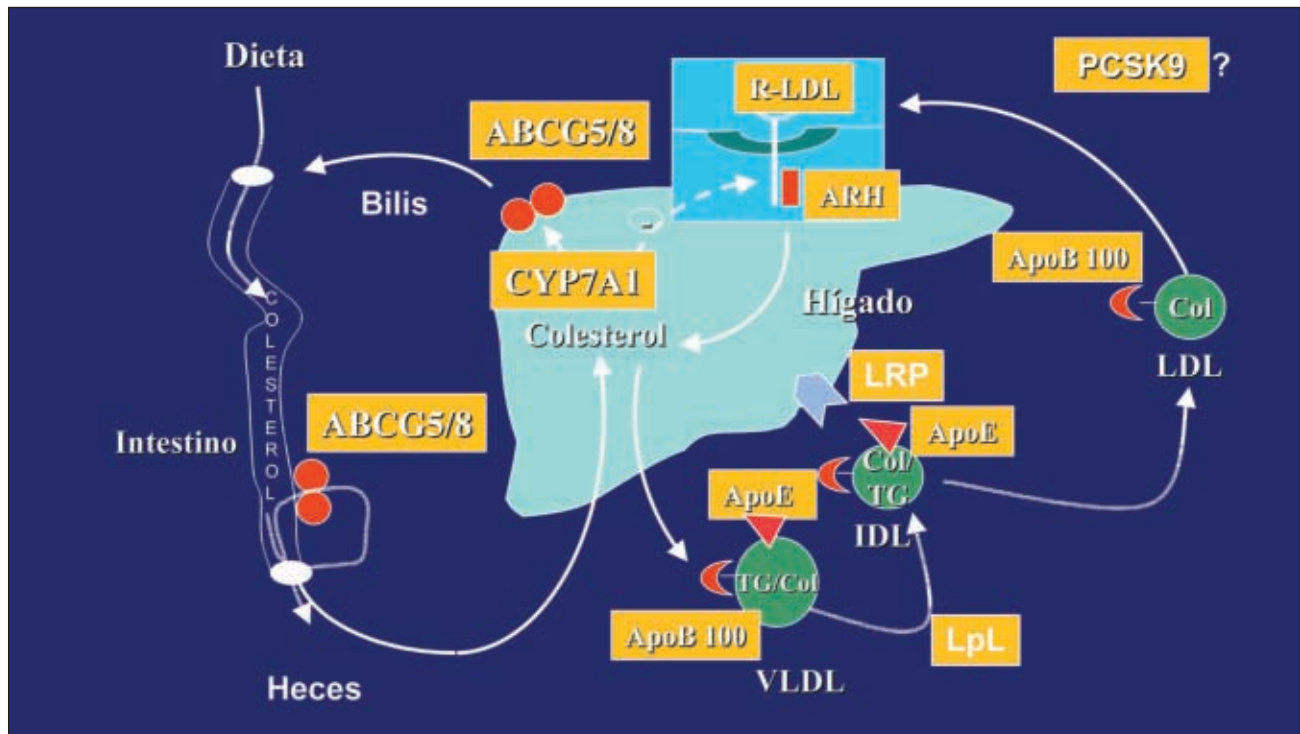 Dieta
PCSK9 ?
R-LDL
ABCG5/8
Bilis
ARH
-
ApoB 100
CYP7A1
Hígado
Col
Colesterol
LDL
COLESTEROL
LRP
ABCG5/8
Intestino
ApoE
Col/
TG
ApoE
IDL
TG/Col
ApoB 100
LpL
VLDL
Heces